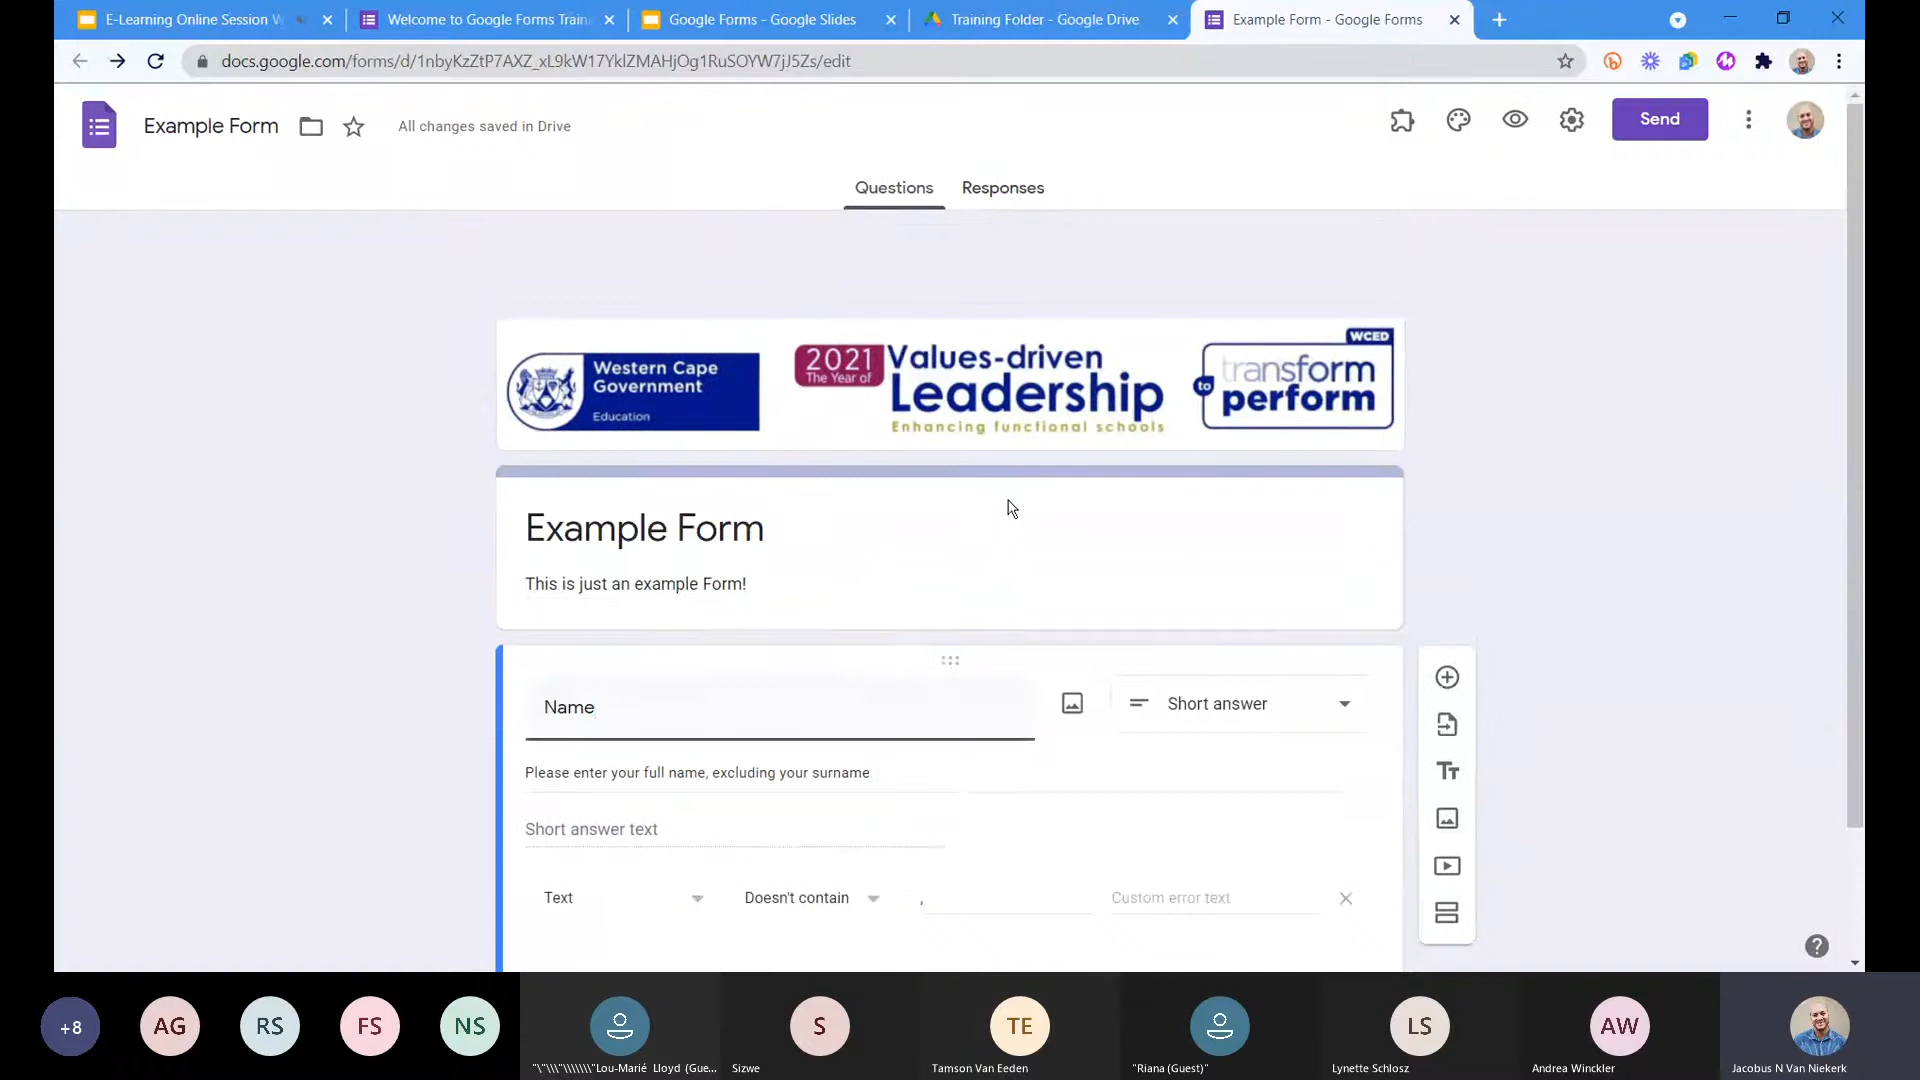 E-Learning Online Session W
Welcome to Google Forms Train
Google Forms - Google Slides
Training Folder - Google Drive
Example Form - Google Forms
docs.google.com/forms/d/1nbyKzZtP7AXZ_xL9kW17YklZMAHjOg1RuSOYW7jJ5Zs/edit
Example Form
All changes saved in Drive
Send
Questions
Responses
Western Cape
Government
Education
2021
The Year of
Values-driven
Leadership
Enhancing functional schools
WCED
transform
to
perform
Example Form
This is just an example Form!
Name
Short answer
Please enter your full name, excluding your surname
Short answer text
Text
Doesn't contain
,
Custom error text
+8
AG
RS
FS
NS
S
TE
LS
AW
"\"\\\"\\\\\\\"Lou-Marié Lloyd (Gue...
Sizwe
Tamson Van Eeden
"Riana (Guest)"
Lynette Schlosz
Andrea Winckler
Jacobus N Van Niekerk